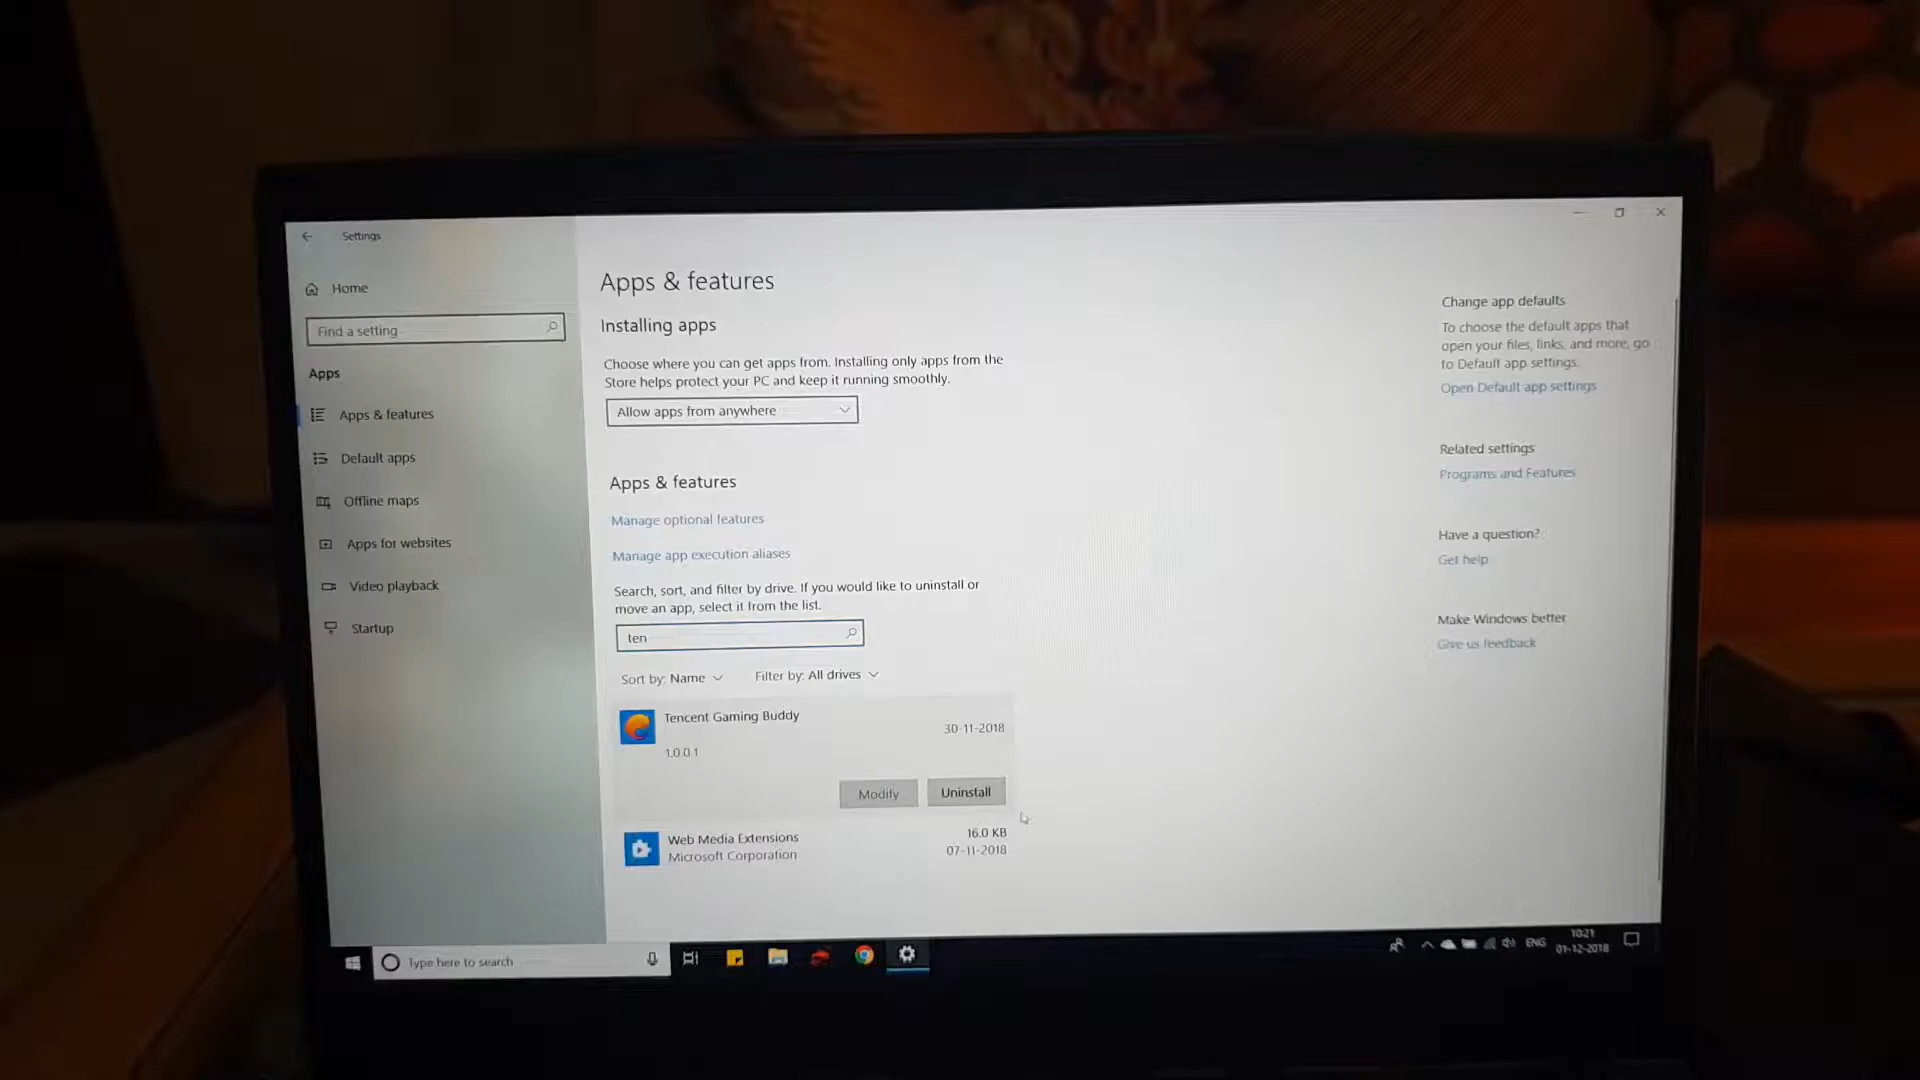 Settings
Home
Find a setting
Apps
Apps & features
Default apps
Offline maps
Apps for websites
Video playback
Startup
Apps & features
Installing apps
Choose where you can get apps from. Installing only apps from the
Store helps protect your PC and keep it running smoothly.
Allow apps from anywhere
Apps & features
Manage optional features
Manage app execution aliases
Search, sort, and filter by drive. If you would like to uninstall or
move an app, select it from the list.
ten
Sort by: Name
Filter by: All drives
Tencent Gaming Buddy
30-11-2018
1.0.0.1
Modify
Uninstall
Web Media Extensions
16.0 KB
Microsoft Corporation
07-11-2018
Change app defaults
To choose the default apps that
open your files, links, and more, go
to Default app settings.
Open Default app settings
Related settings
Programs and Features
Have a question?
Get help
Make Windows better
Give us feedback
Type here to search
ENG
10:21
01-12-2018